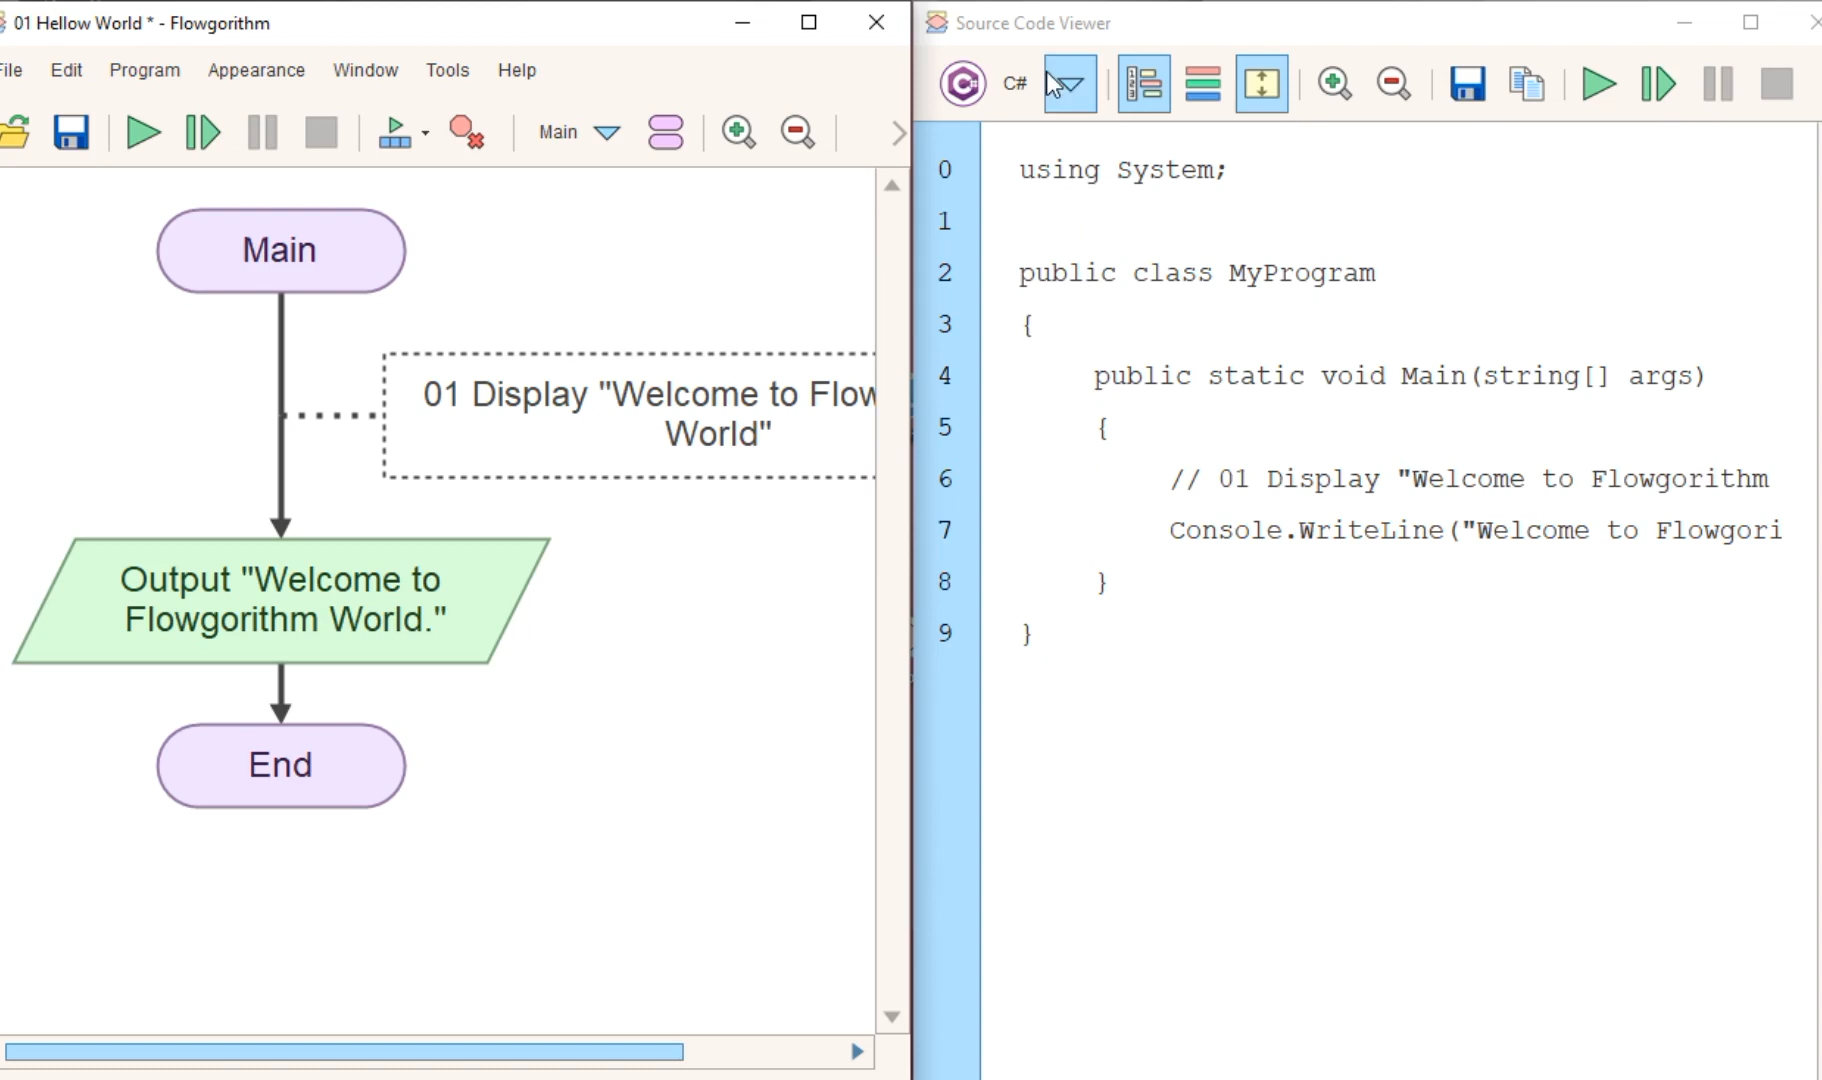 01 Hellow World * - Flowgorithm
File Edit Program Appearance Window Tools Help
Main
Main
01 Display "Welcome to Flow
World"
Output "Welcome to
Flowgorithm World."
End
Source Code Viewer
C#
0 using System;
1
2 public class MyProgram
3 {
4 public static void Main(string[] args)
5 {
6 // 01 Display "Welcome to Flowgorithm
7 Console.WriteLine("Welcome to Flowgori
8 }
9 }